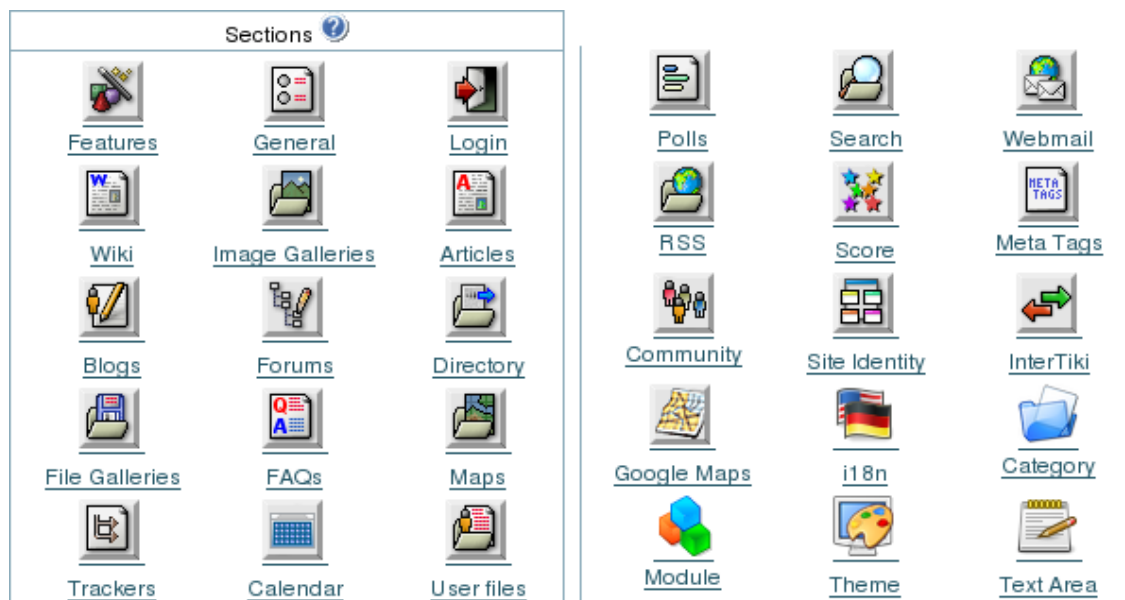 Sections ?
Features General Login
Wiki Image Galleries Articles
Blogs Forums Directory
File Galleries FAQs Maps
Trackers Calendar User files
Polls Search Webmail
META
TAGS
RSS Score Meta Tags
Community Site Identity InterTiki
Google Maps i18n Category
Module Theme Text Area
W
A
Q
A